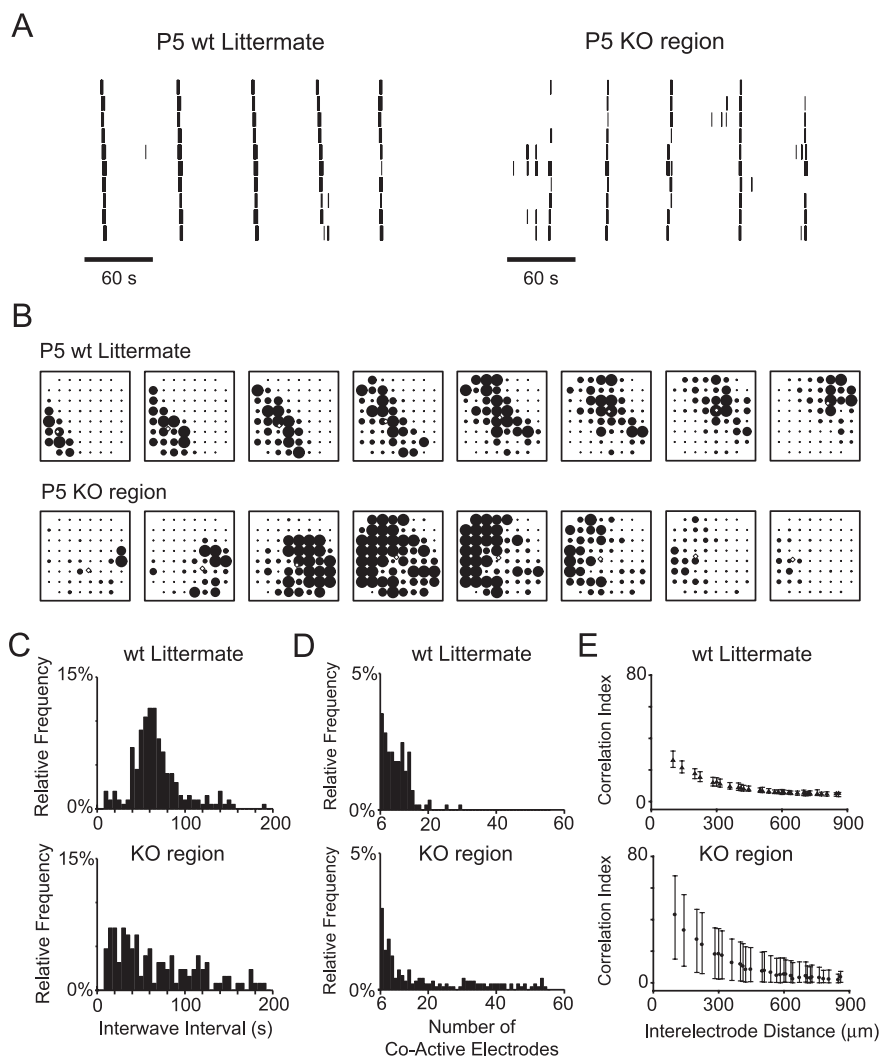 A
P5 wt Littermate
P5 KO region
60 s
60 s
B
P5 wt Littermate
P5 KO region
C
wt Littermate
15%
Relative Frequency
0%
0
100
200
KO region
15%
Relative Frequency
0%
0
100
200
Interwave Interval (s)
D
wt Littermate
5%
Relative Frequency
0%
6
20
40
60
KO region
5%
Relative Frequency
0%
6
20
40
60
Number of
Co-Active Electrodes
E
wt Littermate
80
Correlation Index
0
0
300
600
900
KO region
80
Correlation Index
0
0
300
600
900
Interelectrode Distance (μm)